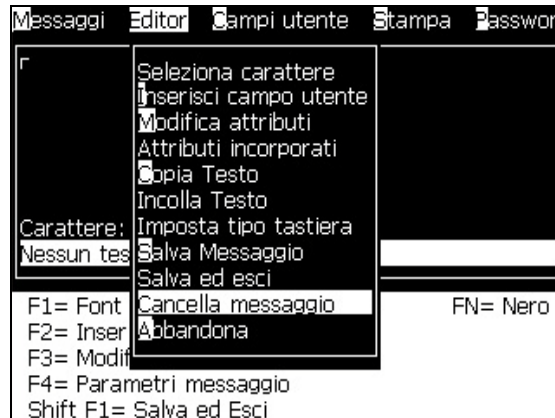 Messaggi Editor Campi utente Stampa Passwor
Seleziona carattere
Inserisci campo utente
Modifica attributi
Attributi incorporati
Copia Testo
Incolla Testo
Carattere: Imposta tipo tastiera
Nessun tes Salva Messaggio
Salva ed esci
F1= Font Cancella messaggio FN= Nero
F2= Inser Abbandona
F3= Modif
F4= Parametri messaggio
Shift F1= Salva ed Esci